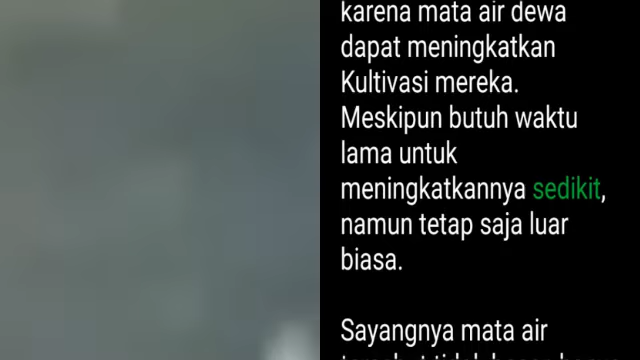 karena mata air dewa
dapat meningkatkan
Kultivasi mereka.
Meskipun butuh waktu
lama untuk
meningkatkannya sedikit,
namun tetap saja luar
biasa.
Sayangnya mata air